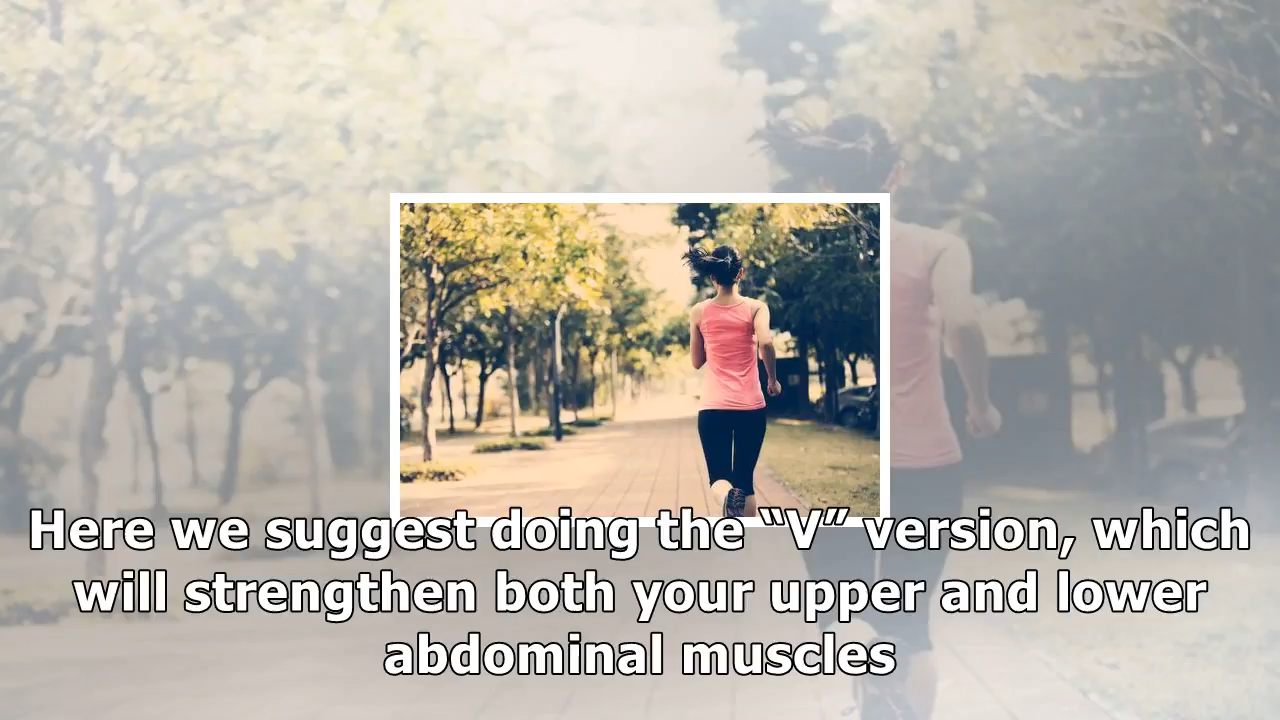 Here we suggest doing the “V” version, which
will strengthen both your upper and lower
abdominal muscles